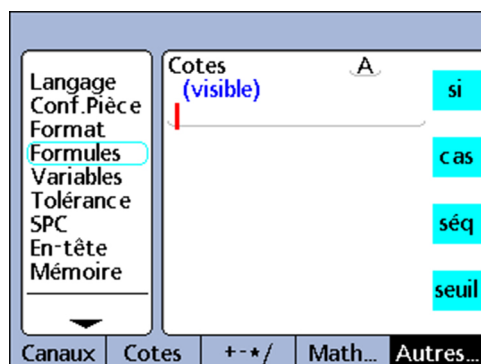 Langage
Conf.Pièce
Format
Formules
Variables
Tolérance
SPC
En-tête
Mémoire
Cotes A
(visible)
si
cas
séq
seuil
Canaux Cotes +-*/ Math... Autres...